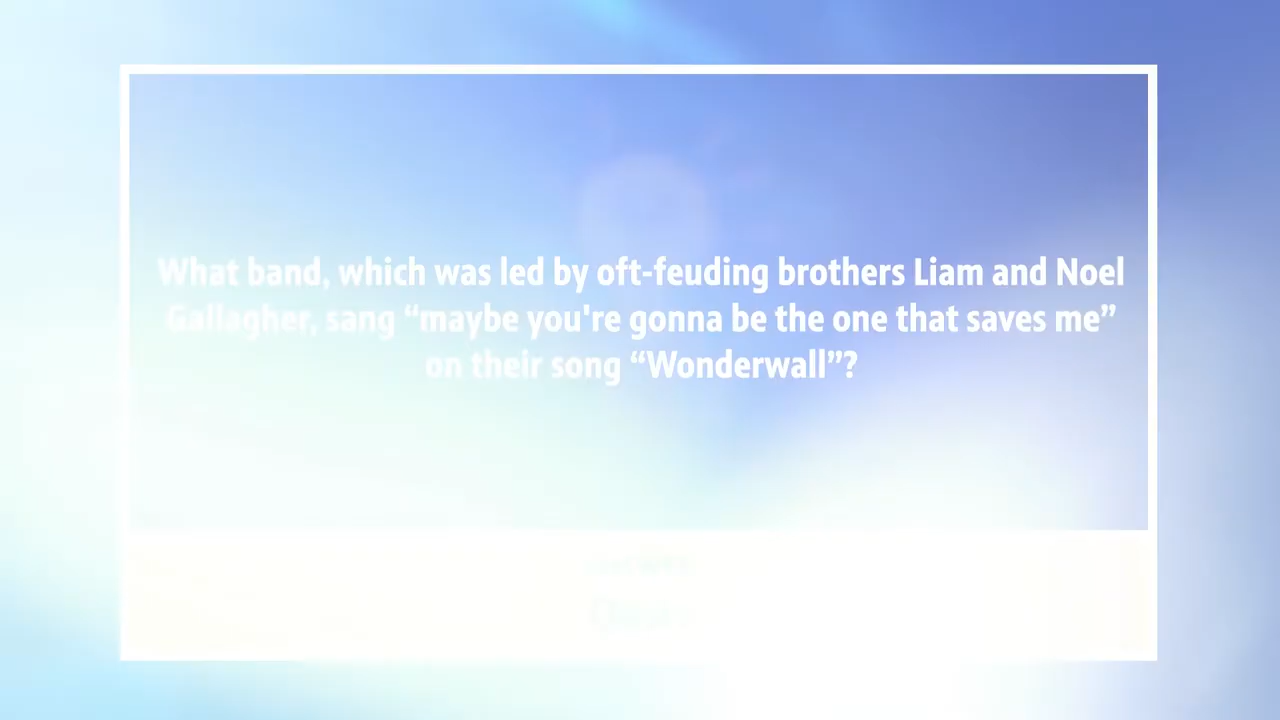 What band, which was led by oft-feuding brothers Liam and Noel
Gallagher, sang “maybe you're gonna be the one that saves me”
on their song “Wonderwall”?